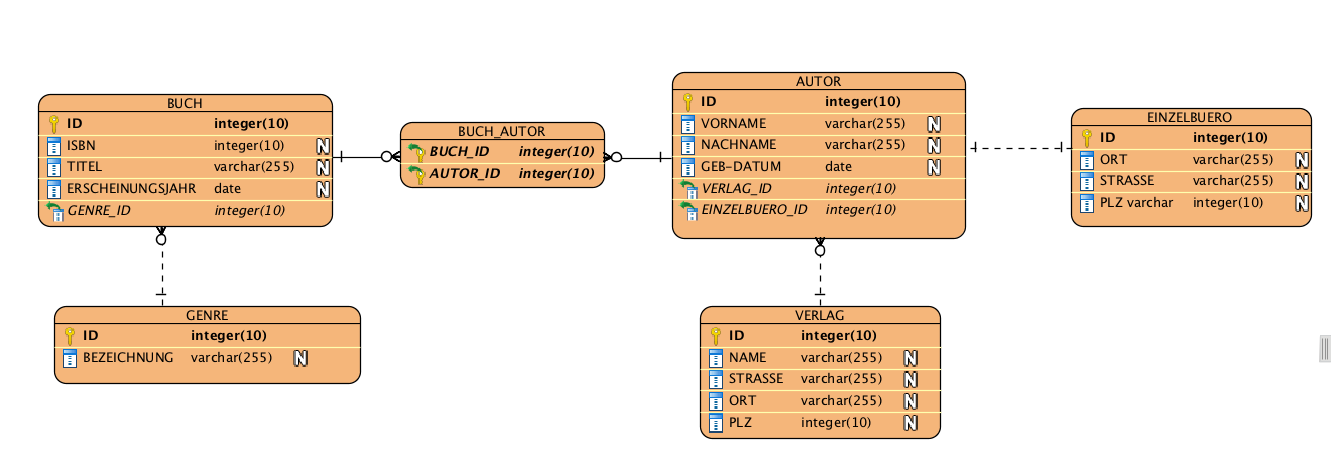 BUCH
ID integer(10)
ISBN integer(10) N
TITEL varchar(255) N
ERSCHEINUNGSJAHR date N
GENRE_ID integer(10)
BUCH_AUTOR
BUCH_ID integer(10)
AUTOR_ID integer(10)
AUTOR
ID integer(10)
VORNAME varchar(255) N
NACHNAME varchar(255) N
GEB-DATUM date N
VERLAG_ID integer(10)
EINZELBUERO_ID integer(10)
EINZELBUERO
ID integer(10)
ORT varchar(255) N
STRASSE varchar(255) N
PLZ varchar integer(10) N
GENRE
ID integer(10)
BEZEICHNUNG varchar(255) N
VERLAG
ID integer(10)
NAME varchar(255) N
STRASSE varchar(255) N
ORT varchar(255) N
PLZ integer(10) N